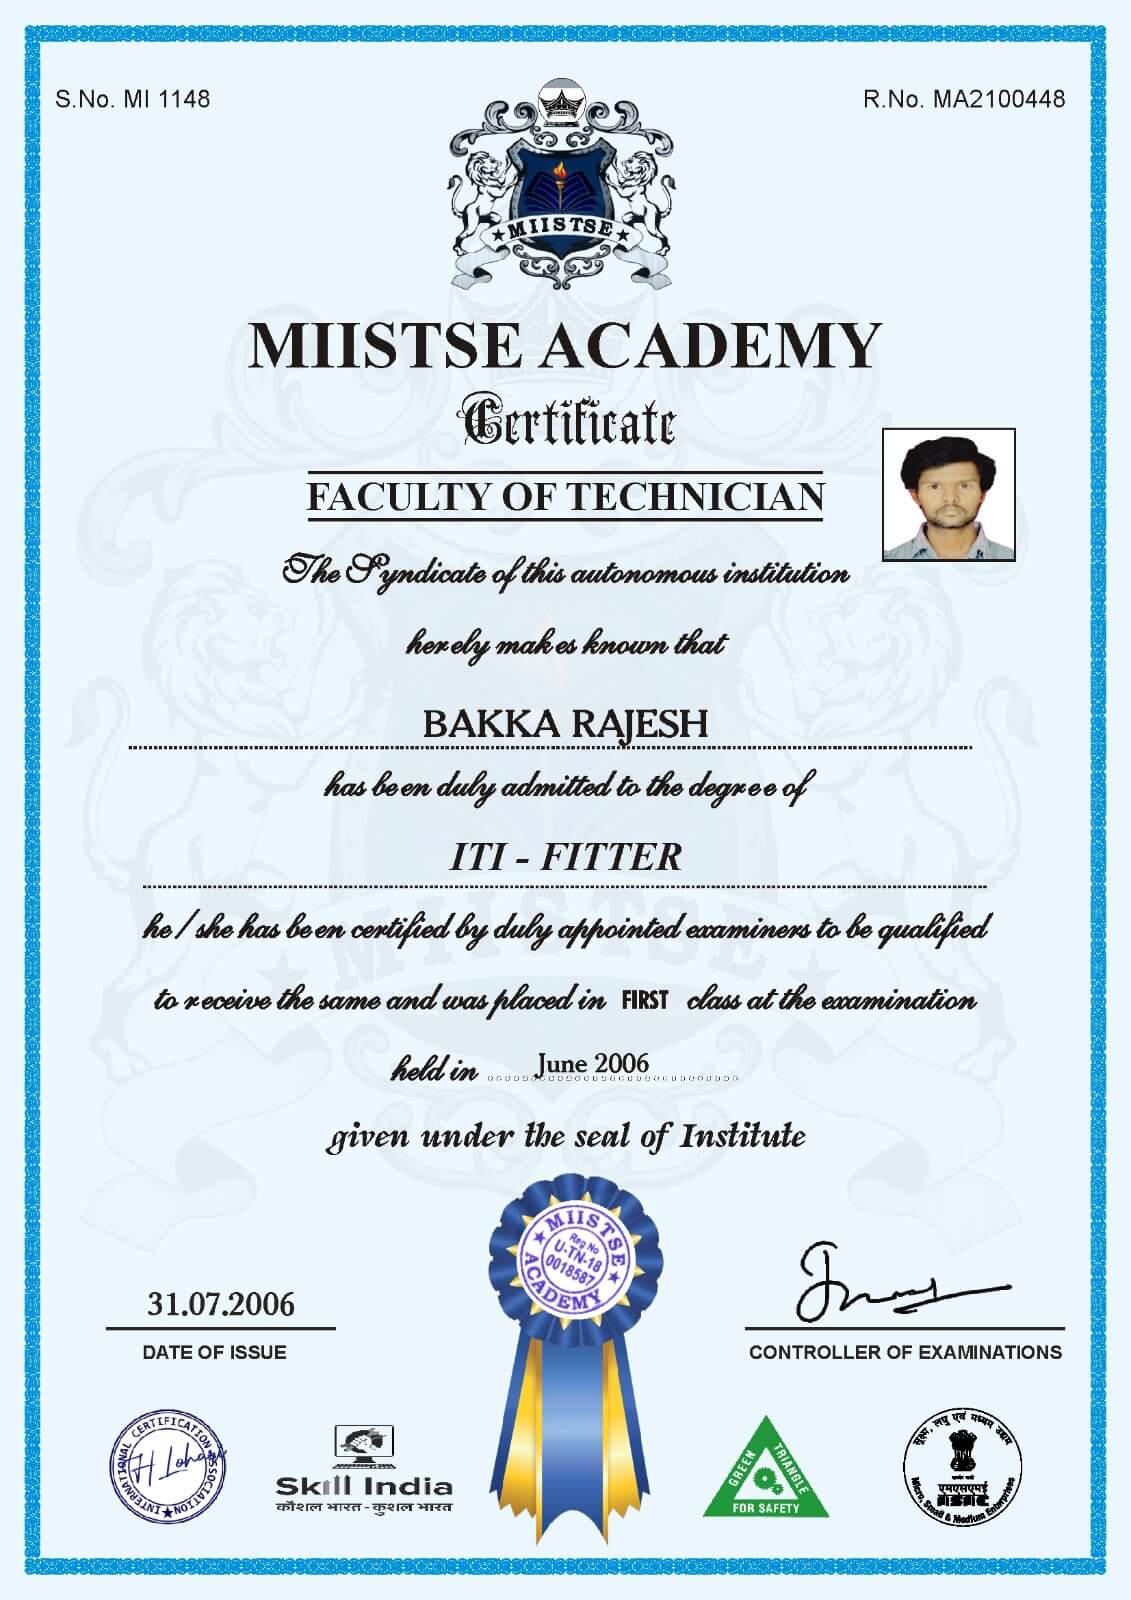 S.No. MI 1148
R.No. MA2100448
★ MIISTSE ★
MIISTSE ACADEMY
Certificate
FACULTY OF TECHNICIAN
The Syndicate of this autonomous institution
herely makes known that
BAKKA RAJESH
has been duly admitted to the degree of
ITI - FITTER
he / she has been certified by duly appointed examiners to be qualified
to receive the same and was placed in FIRST class at the examination
held in June 2006
given under the seal of Institute
★ MIISTSE ★
Reg No
U-TN-18
0018587
ACADEMY
31.07.2006
DATE OF ISSUE
CONTROLLER OF EXAMINATIONS
INTERNATIONAL CERTIFICATION ASSOCIATION ★
Skill India
कौशल भारत - कुशल भारत
GREEN TRIANGLE
FOR SAFETY
सूक्ष्म, लघु एवं मध्यम उद्यम
एमएसएमई
Micro, Small & Medium Enterprises
MIISTSE